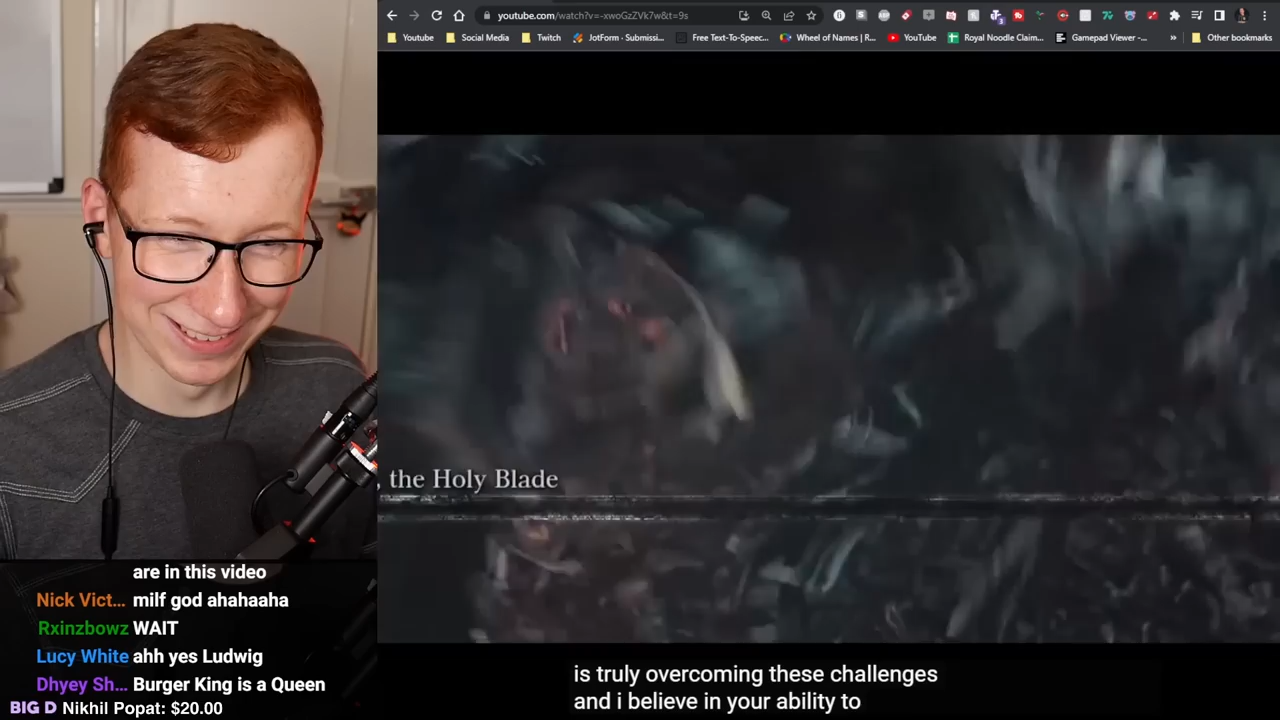 youtube.com/watch?v=-xwoGzZVk7w&t=9s
Youtube
Social Media
Twitch
JotForm · Submissi...
Free Text-To-Speec...
Wheel of Names | R...
YouTube
Royal Noodle Claim...
Gamepad Viewer -...
»
Other bookmarks
, the Holy Blade
are in this video
Nick Vict... milf god ahahaaha
Rxinzbowz WAIT
Lucy White ahh yes Ludwig
Dhyey Sh... Burger King is a Queen
BIG D Nikhil Popat: $20.00
is truly overcoming these challenges
and i believe in your ability to